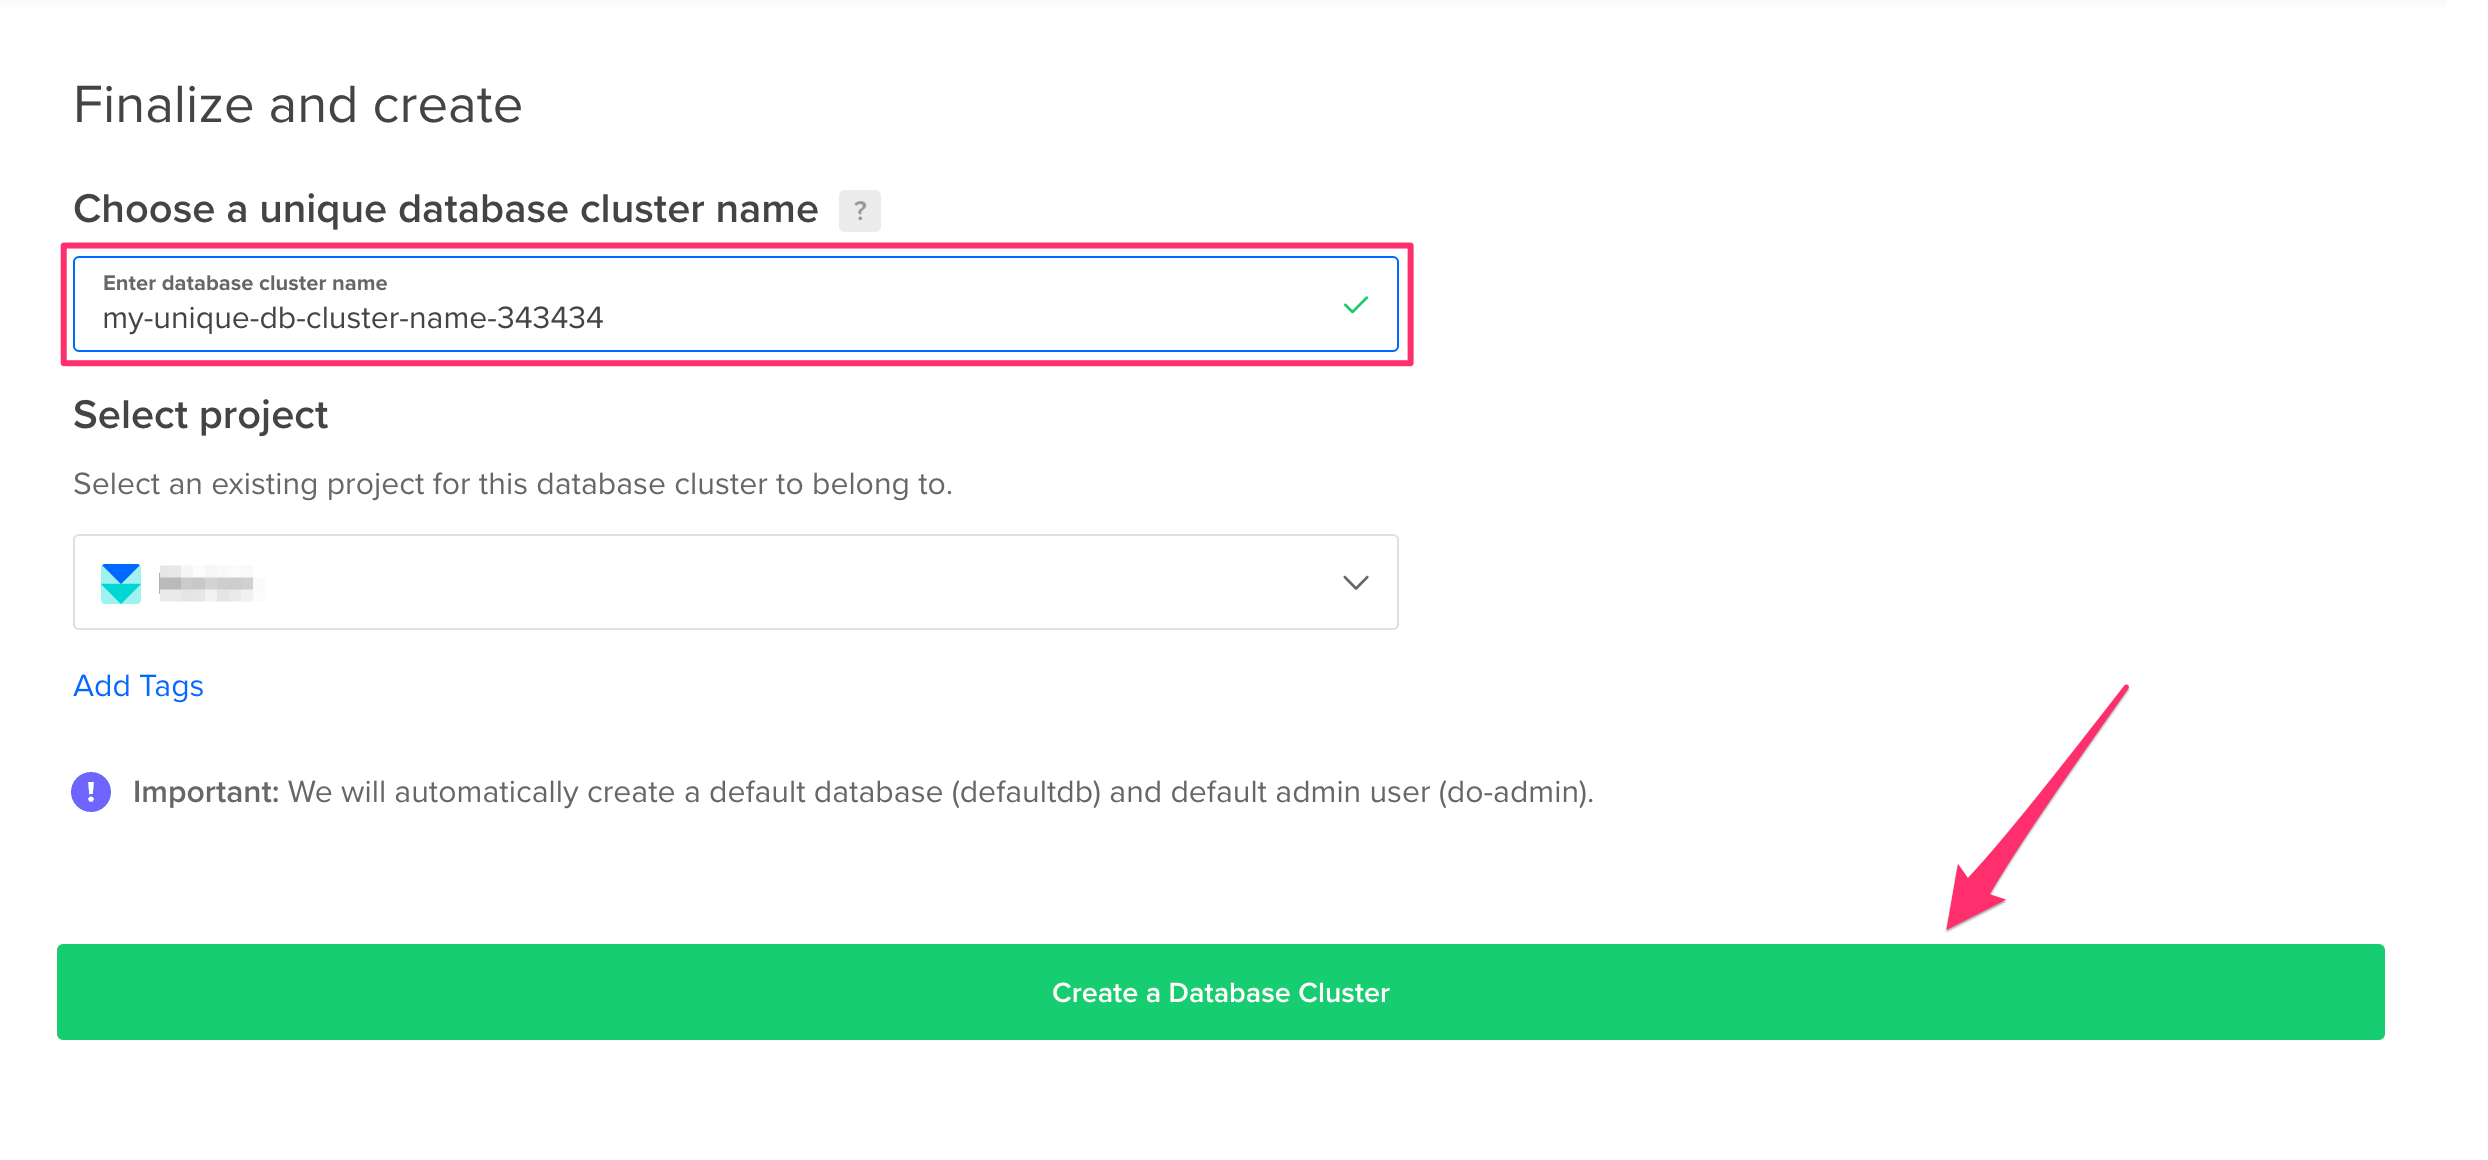 Finalize and create
Choose a unique database cluster name ?
Enter database cluster name
my-unique-db-cluster-name-343434
Select project
Select an existing project for this database cluster to belong to.
Add Tags
! Important: We will automatically create a default database (defaultdb) and default admin user (do-admin).
Create a Database Cluster